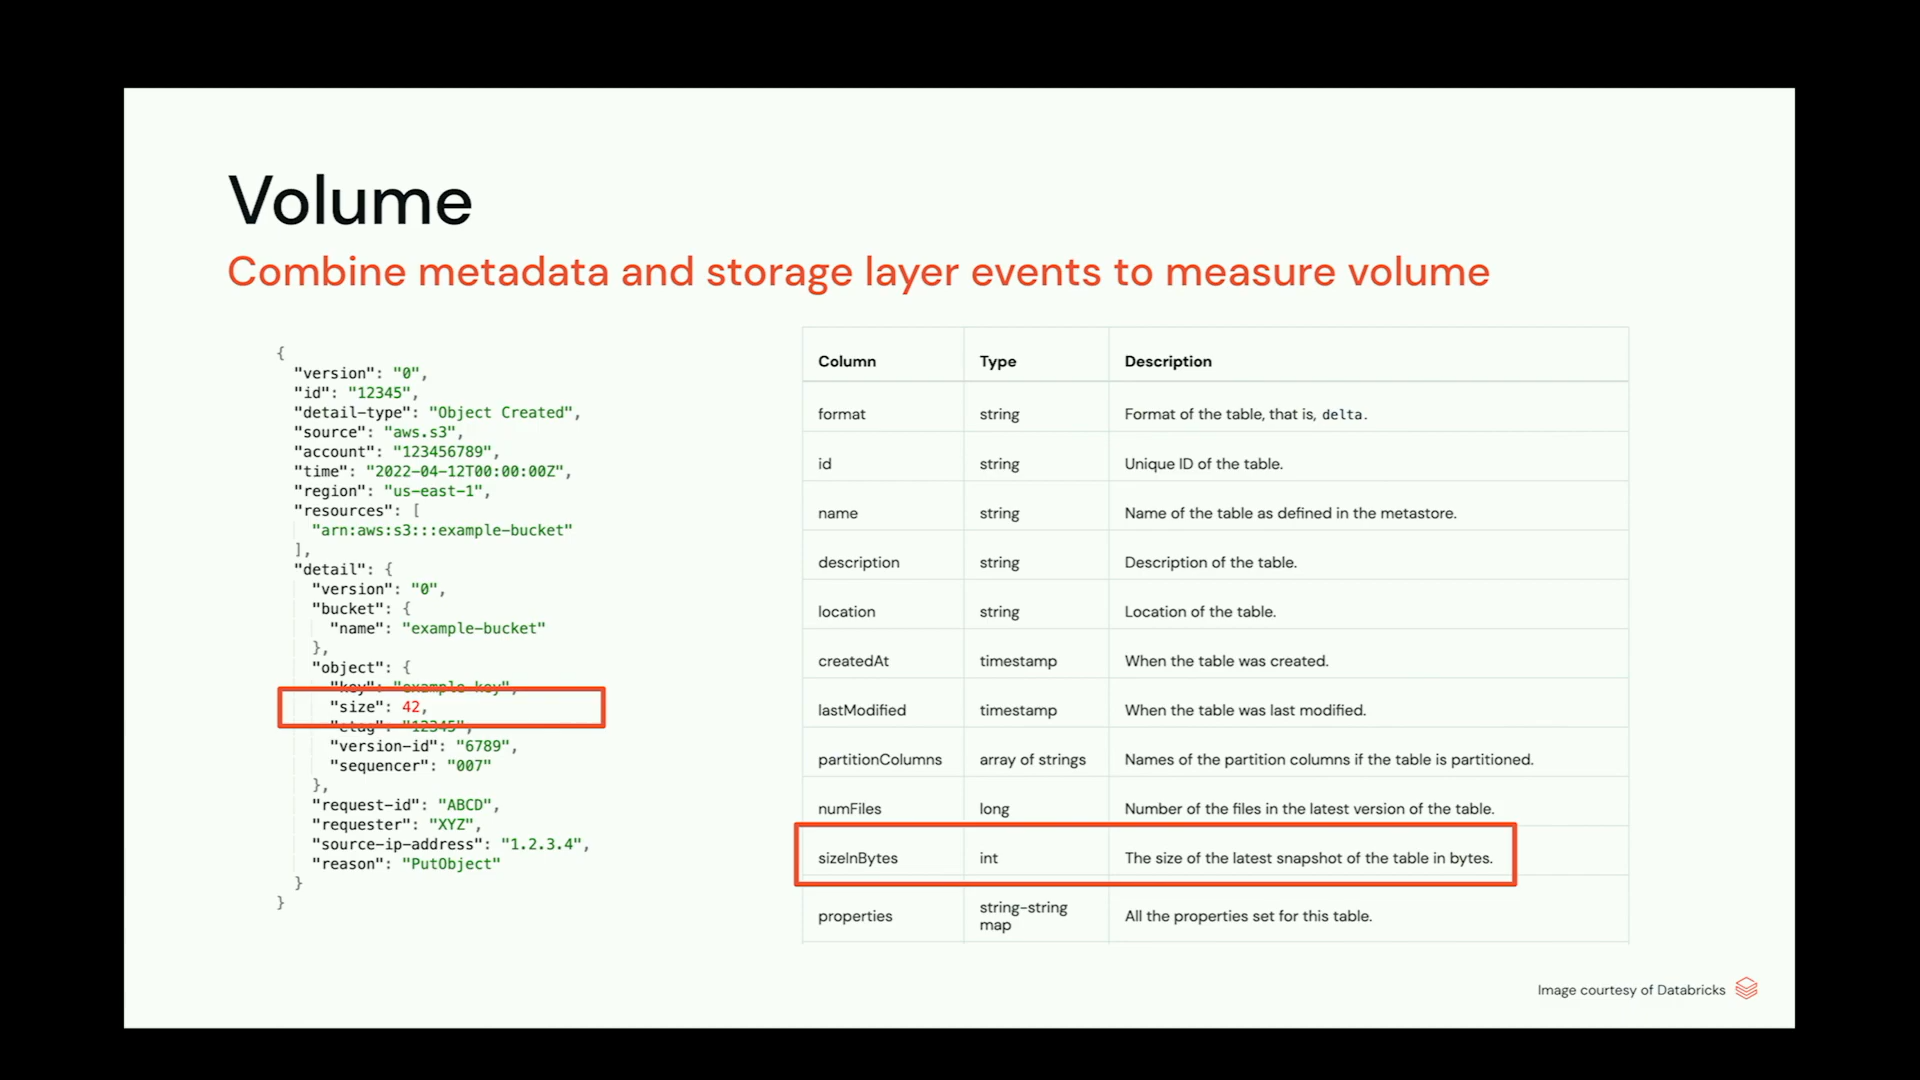 Volume
Combine metadata and storage layer events to measure volume
{
"version": "0",
"id": "12345",
"detail-type": "Object Created",
"source": "aws.s3",
"account": "123456789",
"time": "2022-04-12T00:00:00Z",
"region": "us-east-1",
"resources": [
"arn:aws:s3:::example-bucket"
],
"detail": {
"version": "0",
"bucket": {
"name": "example-bucket"
},
"object": {
"key": "example-key",
"size": 42,
"etag": "12345",
"version-id": "6789",
"sequencer": "007"
},
"request-id": "ABCD",
"requester": "XYZ",
"source-ip-address": "1.2.3.4",
"reason": "PutObject"
}
}
Column Type Description
format string Format of the table, that is, delta.
id string Unique ID of the table.
name string Name of the table as defined in the metastore.
description string Description of the table.
location string Location of the table.
createdAt timestamp When the table was created.
lastModified timestamp When the table was last modified.
partitionColumns array of strings Names of the partition columns if the table is partitioned.
numFiles long Number of the files in the latest version of the table.
sizeInBytes int The size of the latest snapshot of the table in bytes.
properties string-string map All the properties set for this table.
Image courtesy of Databricks